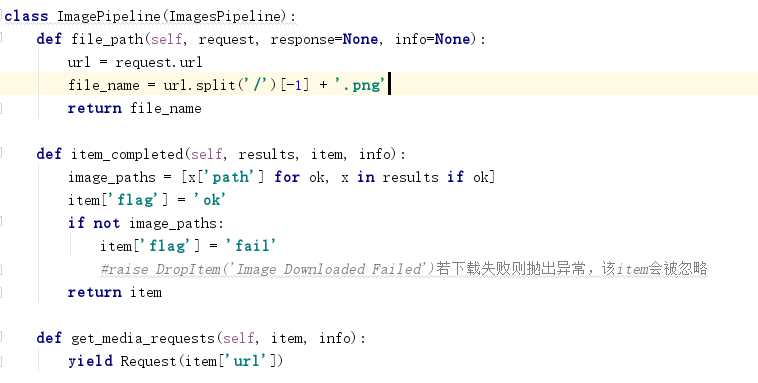 class ImagePipeline(ImagesPipeline):
def file_path(self, request, response=None, info=None):
url = request.url
file_name = url.split('/')[-1] + '.png'
return file_name
def item_completed(self, results, item, info):
image_paths = [x['path'] for ok, x in results if ok]
item['flag'] = 'ok'
if not image_paths:
item['flag'] = 'fail'
#raise DropItem('Image Downloaded Failed')若下载失败则抛出异常，该item会被忽略
return item
def get_media_requests(self, item, info):
yield Request(item['url'])